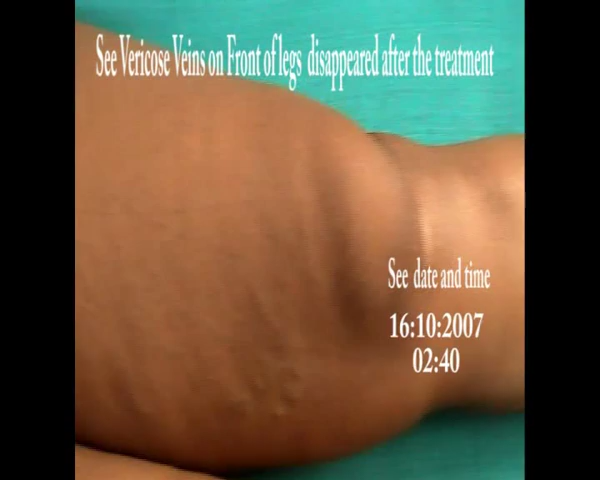 See Vericose Veins on Front of legs disappeared after the treatment
See date and time
16:10:2007
02:40